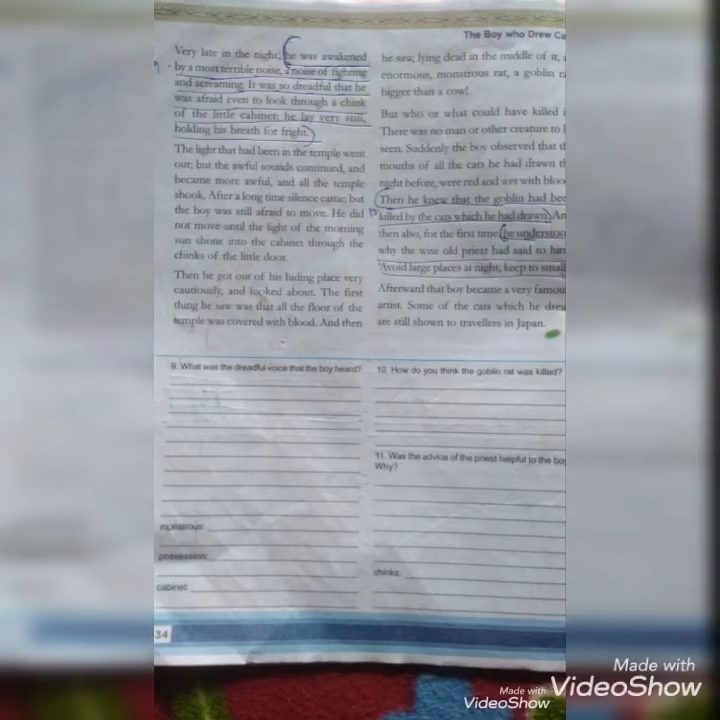 The Boy who Drew Ca
Very late in the night, he was awakened
by a most terrible noise, a noise of fighting
and screaming. It was so dreadful that he
was afraid even to look through a chink
of the little cabinet: he lay very still,
holding his breath for fright.
The light that had been in the temple went
out; but the awful sounds continued, and
became more awful, and all the temple
shook. After a long time silence came; but
the boy was still afraid to move. He did
not move until the light of the morning
sun shone into the cabinet through the
chinks of the little door.
Then he got out of his hiding place very
cautiously, and looked about. The first
thing he saw was that all the floor of the
temple was covered with blood. And then
he saw, lying dead in the middle of it,
enormous, monstrous rat, a goblin
bigger than a cow!
But who or what could have killed
There was no man or other creature to
seen. Suddenly the boy observed that
mouths of all the cats he had drawn
night before, were red and wet with
Then he knew that the goblin had
killed by the cats which he had drawn.
then also, for the first time, he
why the wise old priest had said to
'Avoid large places at night, keep to small
Afterward that boy became a very
artist. Some of the cats which he
are still shown to travellers in Japan.
9. What was the dreadful voice that the boy heard?
monstrous:
possession:
cabinet:
10. How do you think the goblin rat was killed?
11. Was the advice of the priest helpful to the
Why?
chinks:
34
Made with
VideoShow
Made with
VideoShow